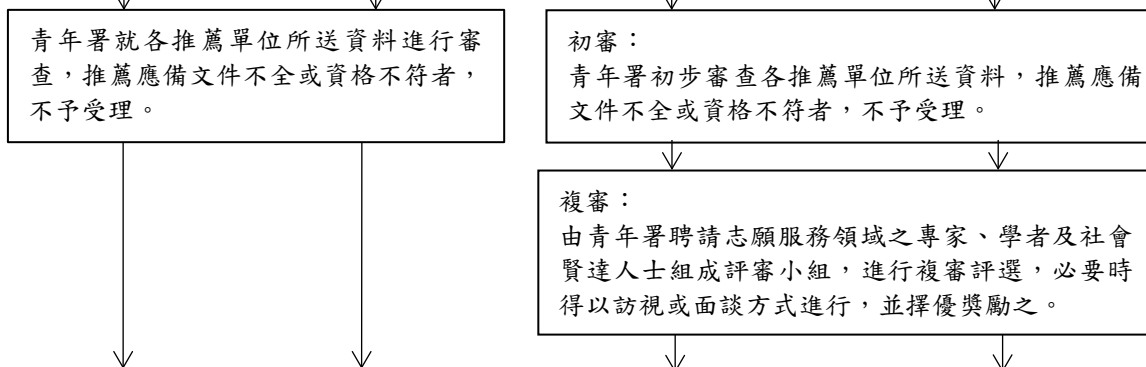 青年署就各推薦單位所送資料進行審
查，推薦應備文件不全或資格不符者，
不予受理。
初審：
青年署初步審查各推薦單位所送資料，推薦應備
文件不全或資格不符者，不予受理。
複審：
由青年署聘請志願服務領域之專家、學者及社會
賢達人士組成評審小組，進行複審評選，必要時
得以訪視或面談方式進行，並擇優獎勵之。